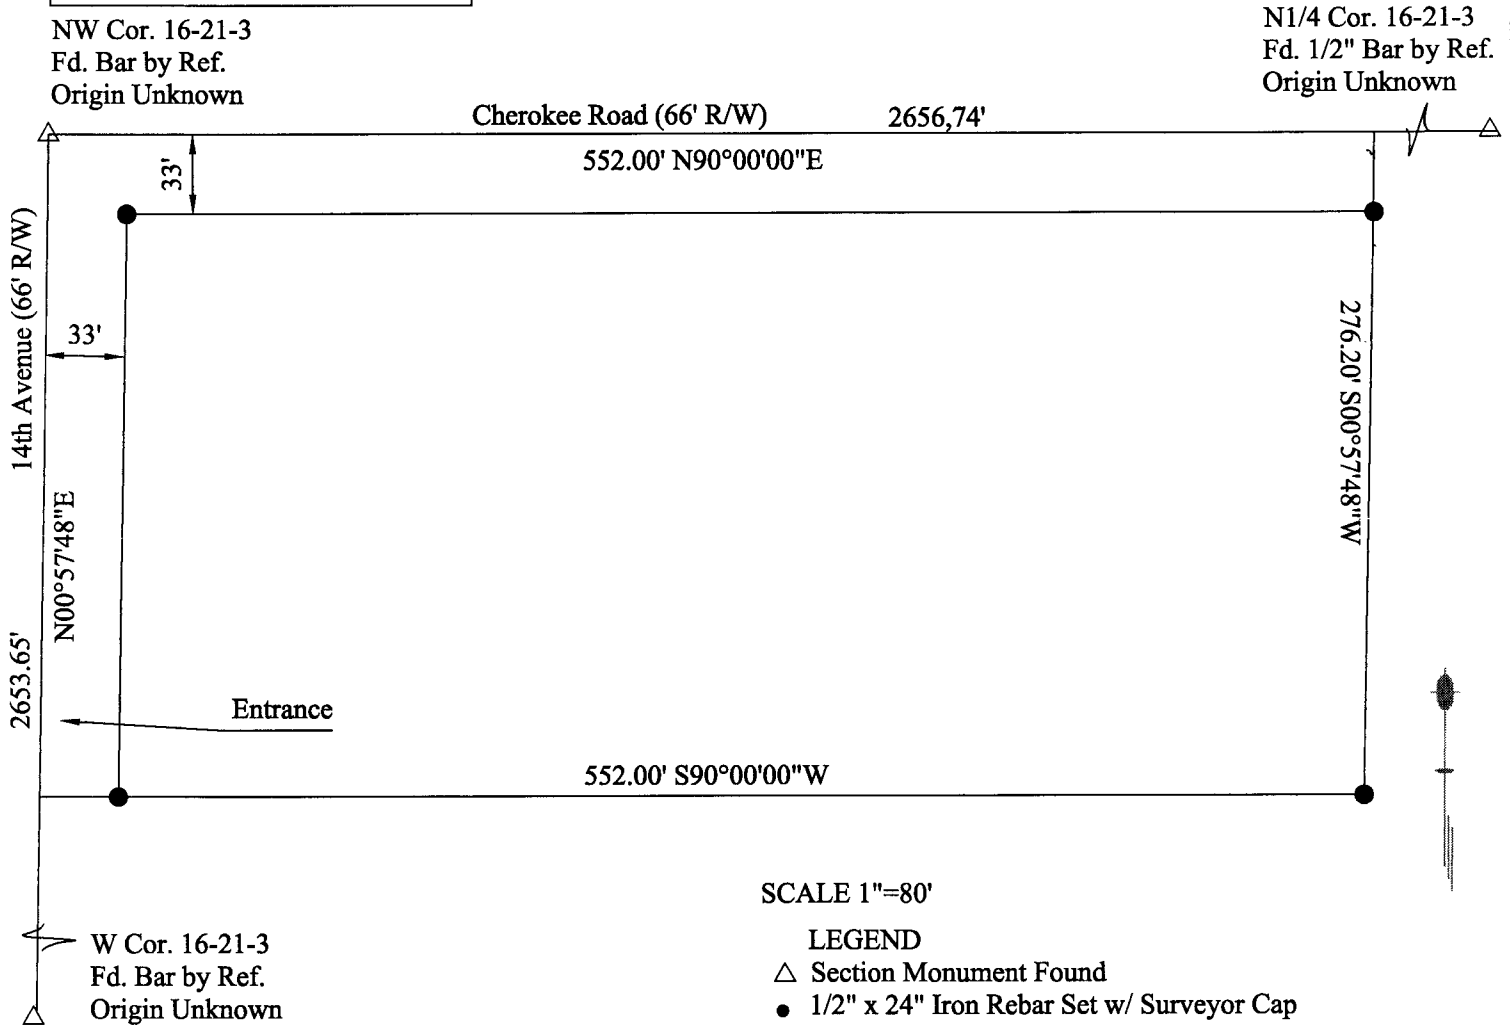 NW Cor. 16-21-3
Fd. Bar by Ref.
Origin Unknown
N1/4 Cor. 16-21-3
Fd. 1/2" Bar by Ref.
Origin Unknown
Cherokee Road (66' R/W) 2656,74'
552.00' N90°00'00"E
33'
14th Avenue (66' R/W)
33'
276.20' S00°57'48"W
N00°57'48"E
2653.65'
Entrance
552.00' S90°00'00"W
SCALE 1"=80'
LEGEND
△ Section Monument Found
● 1/2" x 24" Iron Rebar Set w/ Surveyor Cap
W Cor. 16-21-3
Fd. Bar by Ref.
Origin Unknown